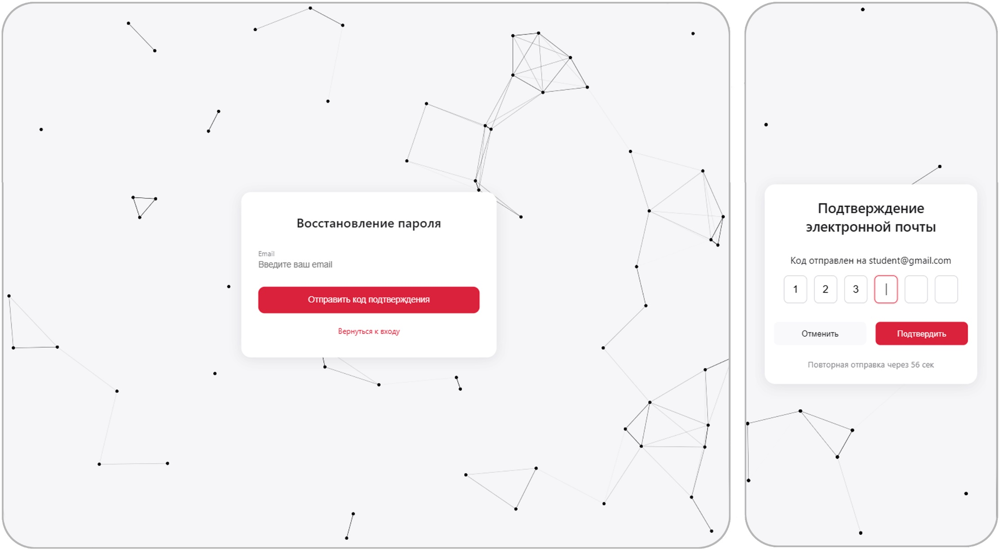 Восстановление пароля
Email
Введите ваш email
Отправить код подтверждения
Вернуться к входу
Подтверждение
электронной почты
Код отправлен на student@gmail.com
1 2 3
Отменить Подтвердить
Повторная отправка через 56 сек